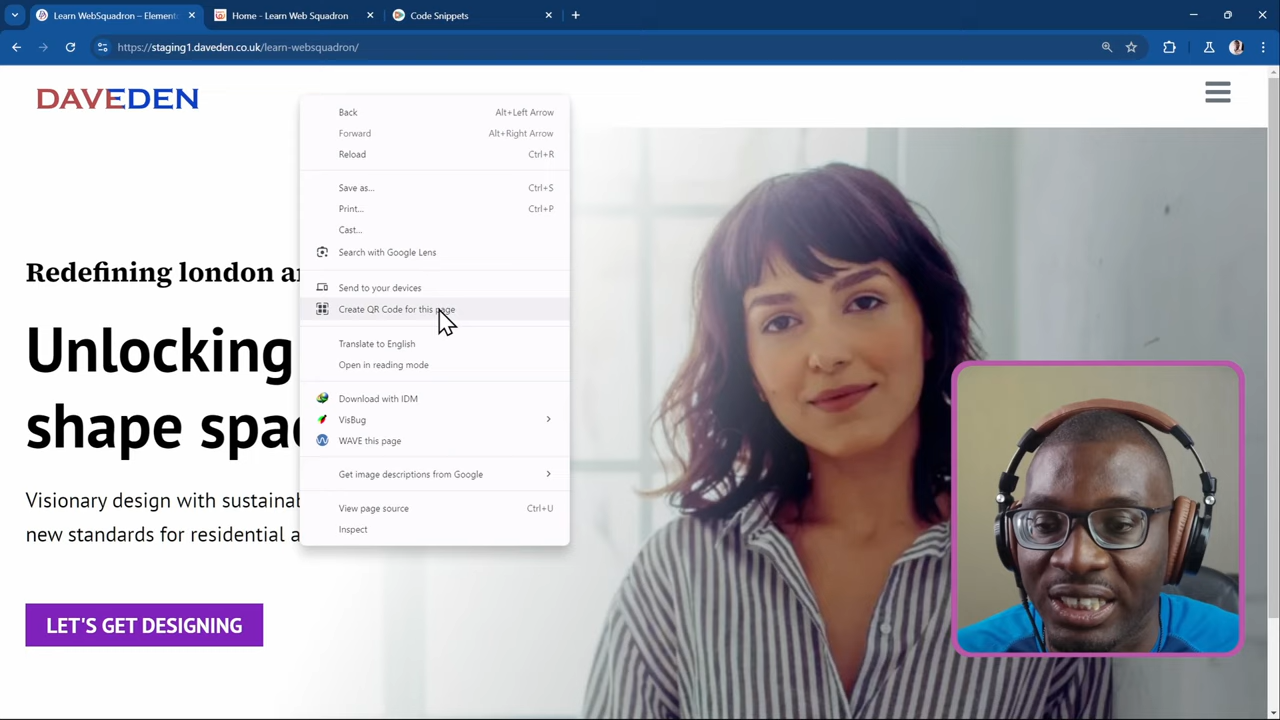 Learn WebSquadron – Element
Home - Learn Web Squadron
Code Snippets
https://staging1.daveden.co.uk/learn-websquadron/
DAVEDEN
Back Alt+Left Arrow
Forward Alt+Right Arrow
Reload Ctrl+R
Save as... Ctrl+S
Print... Ctrl+P
Cast...
Search with Google Lens
Send to your devices
Create QR Code for this page
Translate to English
Open in reading mode
Download with IDM
VisBug
WAVE this page
Get image descriptions from Google
View page source Ctrl+U
Inspect
Redefining london a
Unlocking
shape spa
Visionary design with sustainab
new standards for residential a
LET'S GET DESIGNING